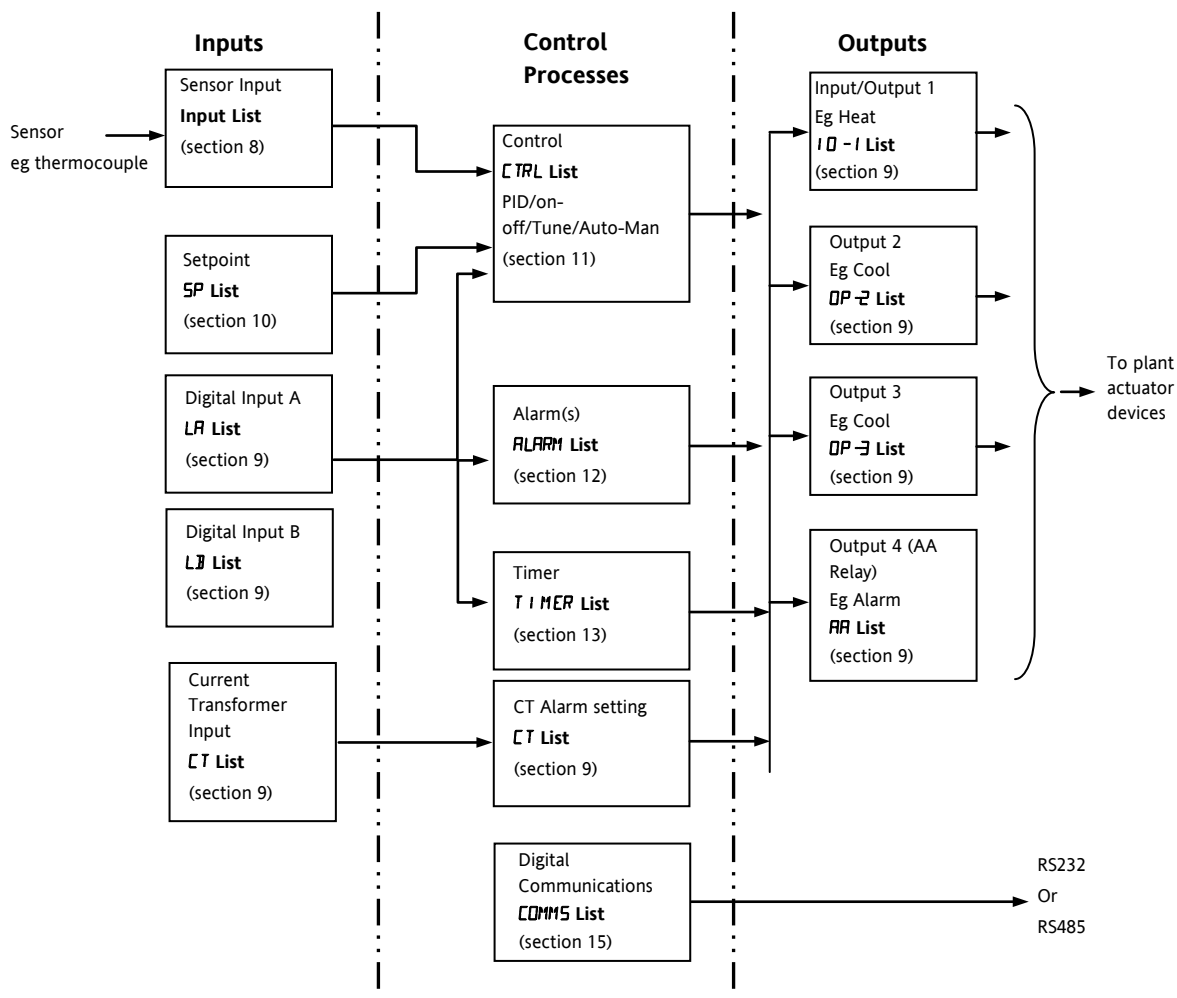 Inputs
Control
Processes
Outputs
Sensor
eg thermocouple
Sensor Input
Input List
(section 8)
Setpoint
SP List
(section 10)
Digital Input A
LA List
(section 9)
Digital Input B
LB List
(section 9)
Current
Transformer
Input
CT List
(section 9)
Control
CTRL List
PID/on-
off/Tune/Auto-Man
(section 11)
Alarm(s)
ALARM List
(section 12)
Timer
TIMER List
(section 13)
CT Alarm setting
CT List
(section 9)
Digital
Communications
COMMS List
(section 15)
Input/Output 1
Eg Heat
IO-1 List
(section 9)
Output 2
Eg Cool
OP-2 List
(section 9)
Output 3
Eg Cool
OP-3 List
(section 9)
Output 4 (AA
Relay)
Eg Alarm
AA List
(section 9)
To plant
actuator
devices
RS232
Or
RS485